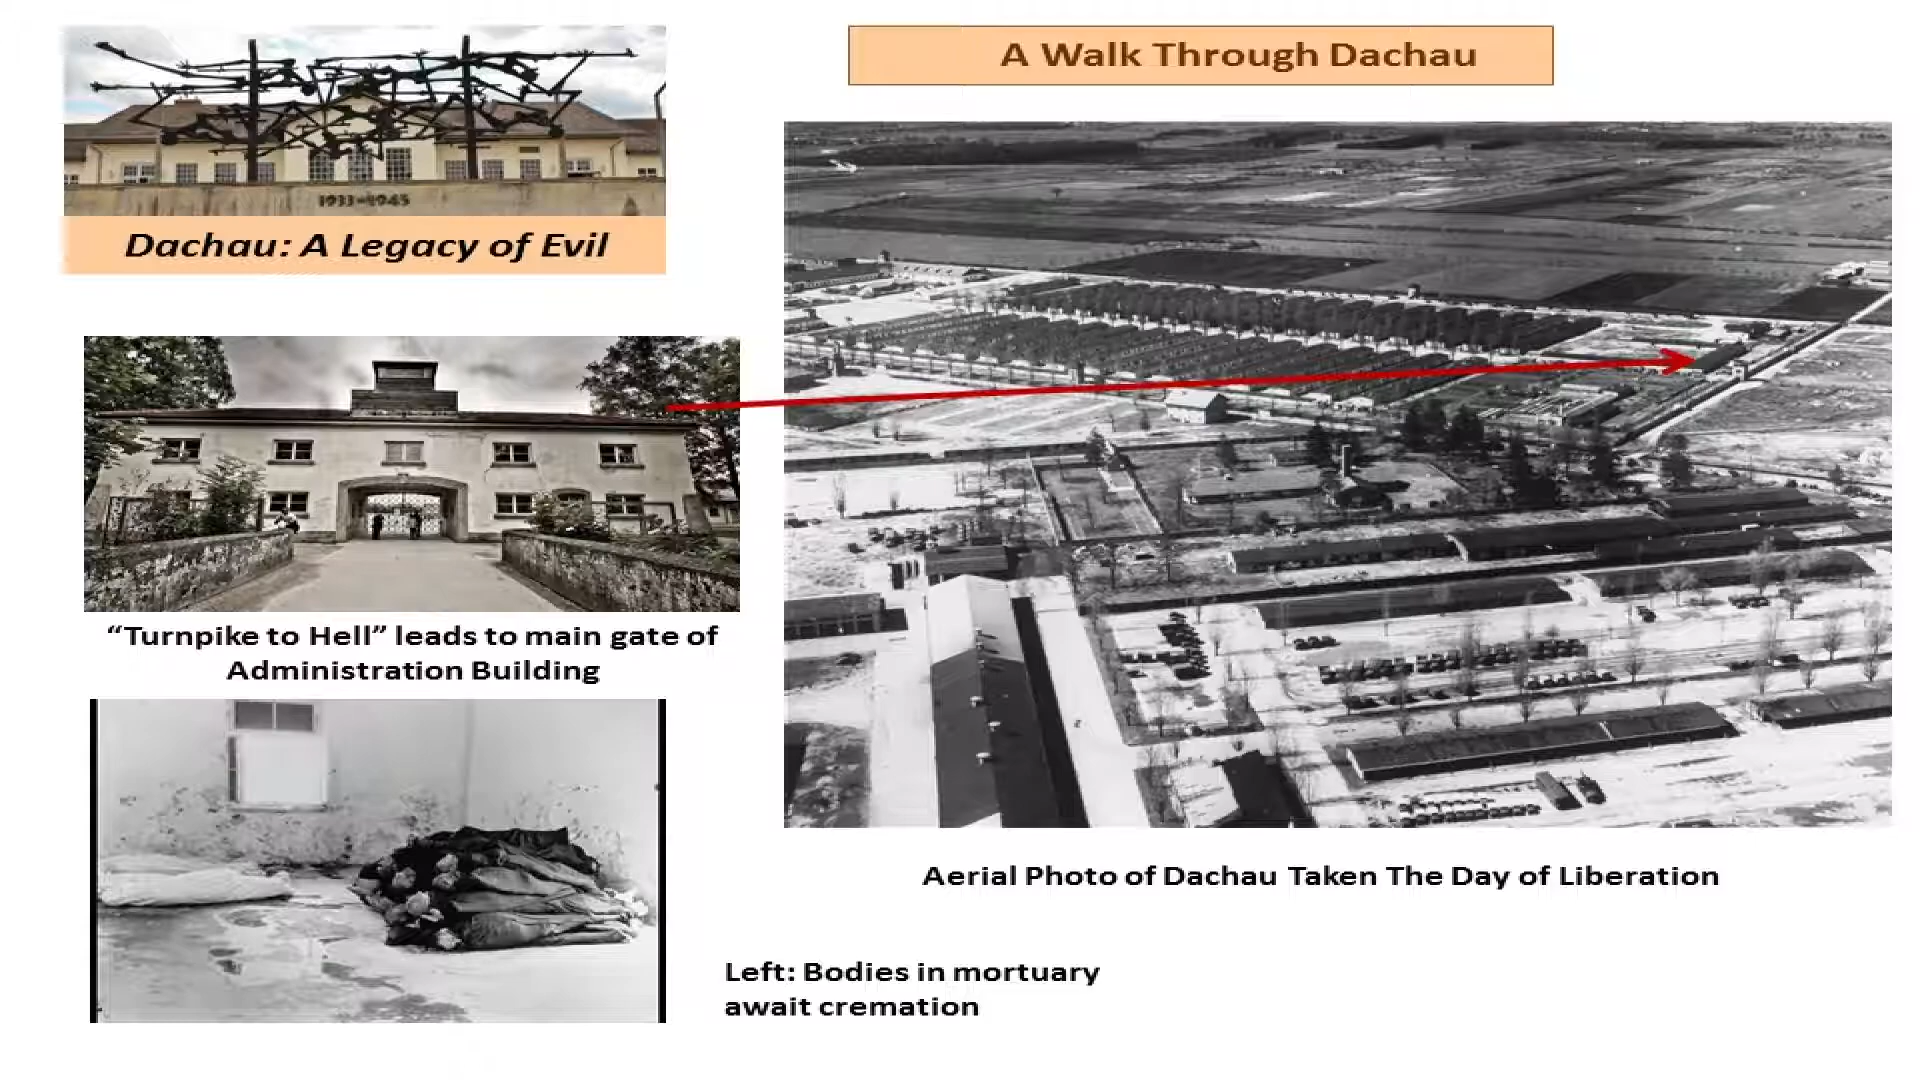 A Walk Through Dachau
1933-1945
Dachau: A Legacy of Evil
“Turnpike to Hell” leads to main gate of
Administration Building
Aerial Photo of Dachau Taken The Day of Liberation
Left: Bodies in mortuary
await cremation